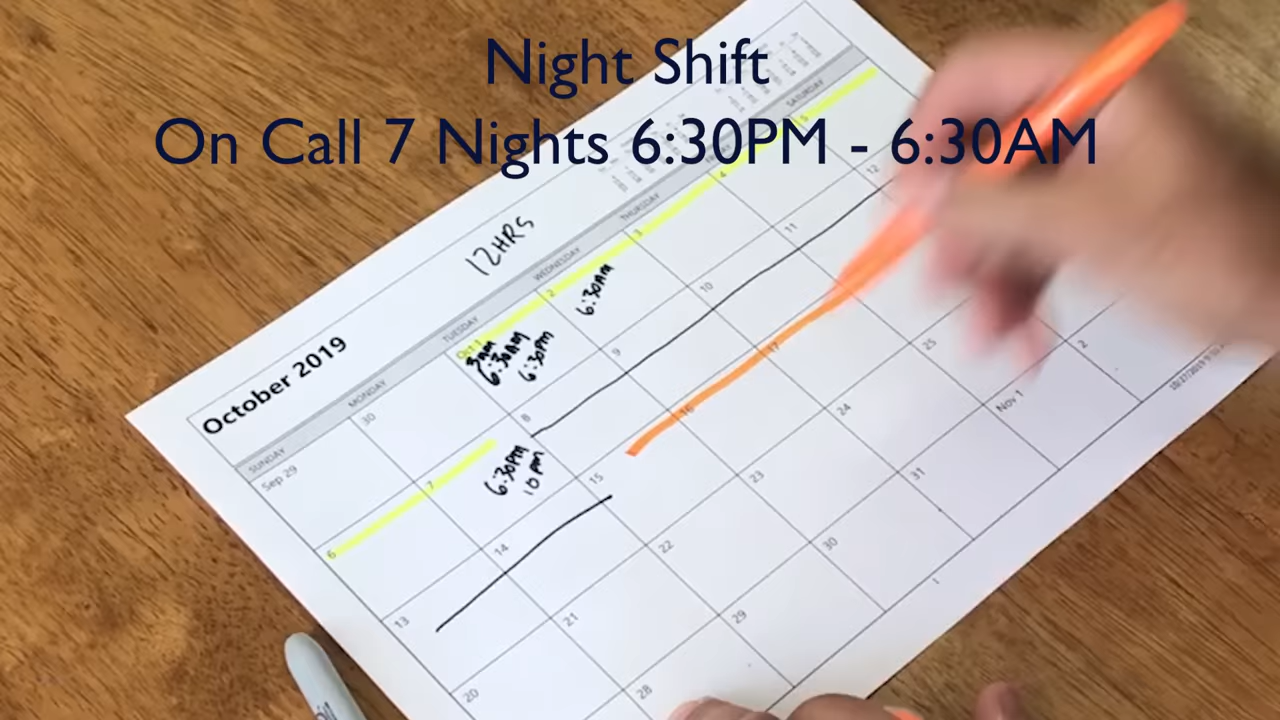 Night Shift
On Call 7 Nights 6:30PM - 6:30AM
October 2019
12HRS
SUNDAY MONDAY TUESDAY WEDNESDAY THURSDAY SATURDAY
Sep 29 30 Oct 1 2 3 4 5
3am
6:30AM
6:30PM
6:30AM
6 7 8 9 10 11 12
6:30PM
10pm
13 14 15 16 17
20 21 22 23 24 25
28 29 30 31 Nov 1 2
1